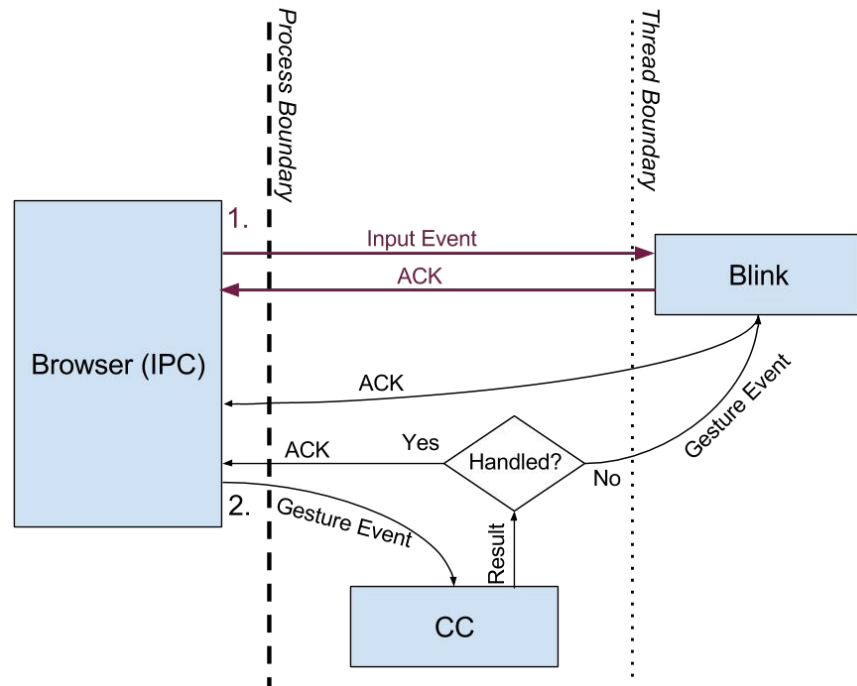 Process Boundary
Thread Boundary
1.
Input Event
ACK
Blink
Browser (IPC)
ACK
Gesture Event
ACK
Yes
Handled?
No
2.
Gesture Event
Result
CC